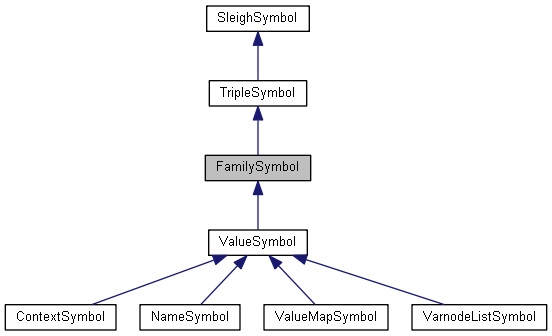 SleighSymbol
TripleSymbol
FamilySymbol
ValueSymbol
ContextSymbol
NameSymbol
ValueMapSymbol
VarnodeListSymbol